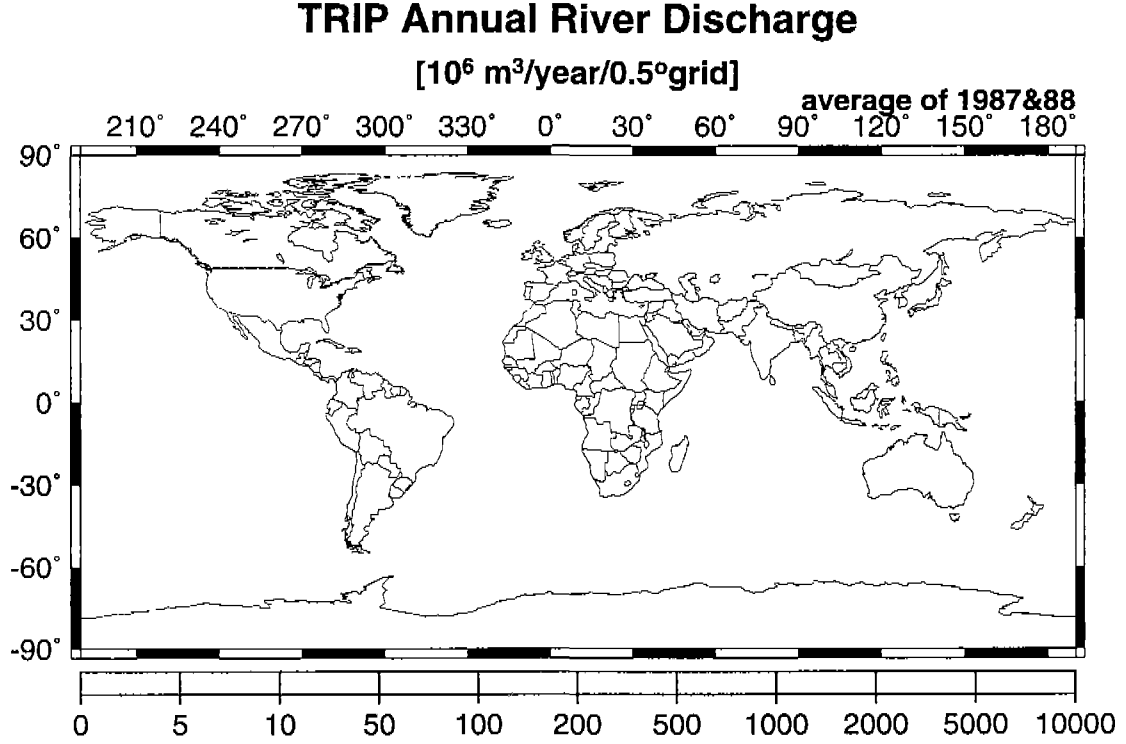 TRIP Annual River Discharge
[10⁶ m³/year/0.5°grid]
average of 1987&88
210° 240° 270° 300° 330° 0° 30° 60° 90° 120° 150° 180°
90°
60°
30°
0°
-30°
-60°
-90°
0 5 10 50 100 200 500 1000 2000 5000 10000